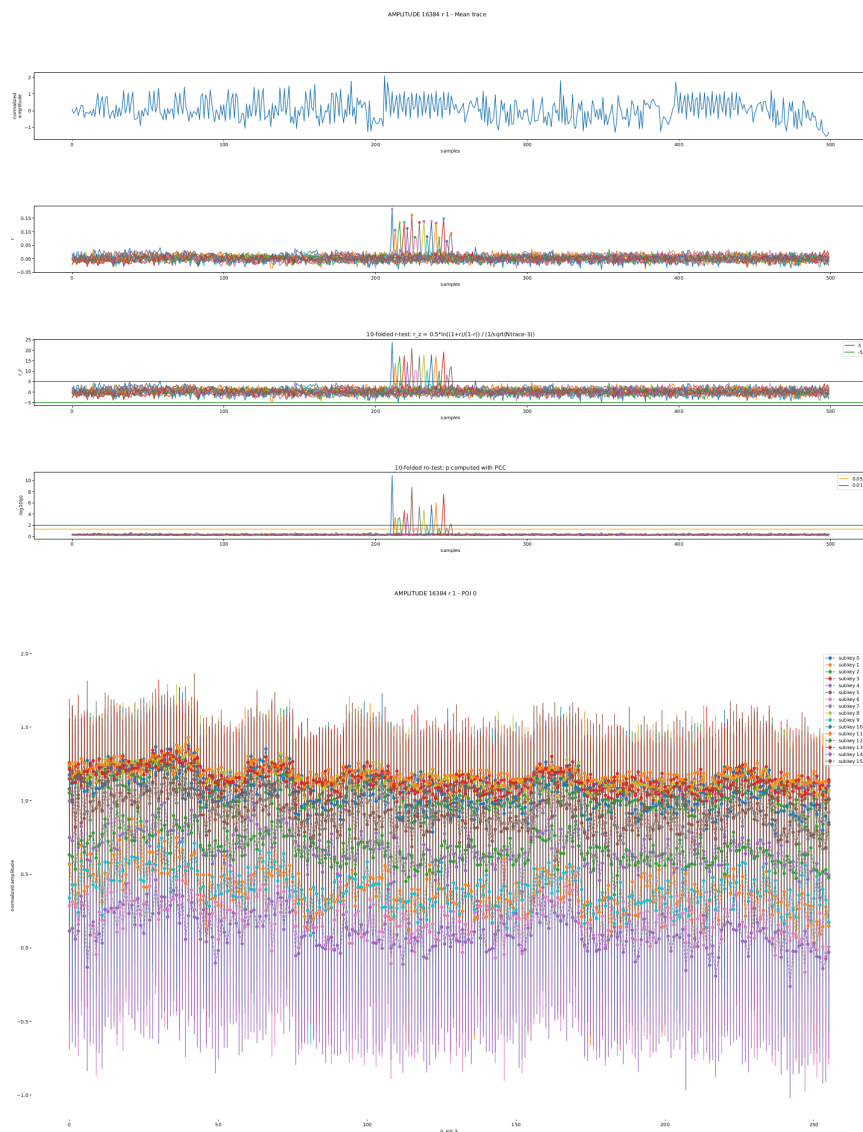 AMPLITUDE 16384 r 1 - Mean trace
normalized
amplitude
2
1
0
−1
0
100
200
300
400
500
samples
r
0.15
0.10
0.05
0.00
−0.05
0
100
200
300
400
500
samples
10-folded r-test: r_z = 0.5*ln((1+r)/(1-r)) / (1/sqrt(Ntrace-3))
r_z
25
20
15
10
5
0
−5
5
-5
0
100
200
300
400
500
samples
10-folded ro-test: p computed with PCC
-log10(p)
10
8
6
4
2
0
0.05
0.01
0
100
200
300
400
500
samples
AMPLITUDE 16384 r 1 - POI 0
normalized amplitude
2.0
1.5
1.0
0.5
0.0
−0.5
−1.0
subkey 0
subkey 1
subkey 2
subkey 3
subkey 4
subkey 5
subkey 6
subkey 7
subkey 8
subkey 9
subkey 10
subkey 11
subkey 12
subkey 13
subkey 14
subkey 15
0
50
100
150
200
250
p_xor_k